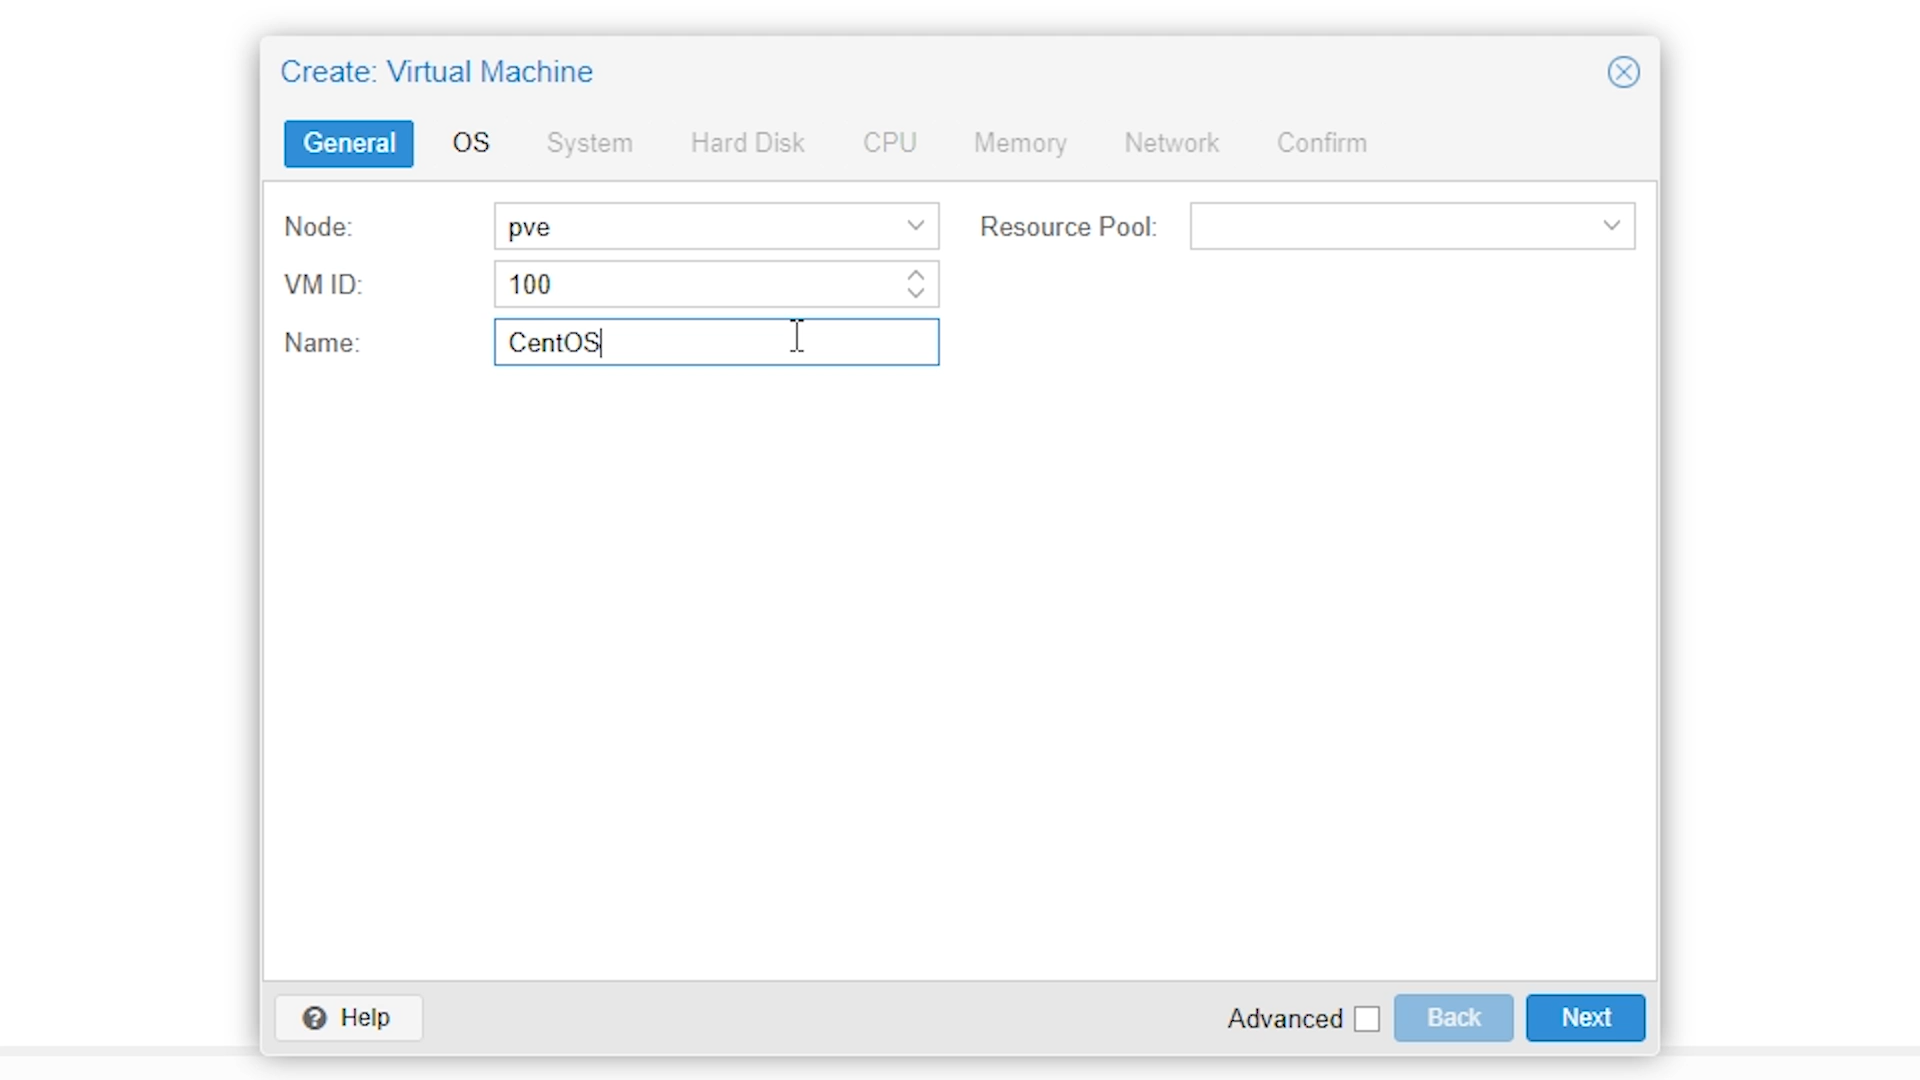 Create: Virtual Machine
General OS System Hard Disk CPU Memory Network Confirm
Node: pve Resource Pool:
VM ID: 100
Name: CentOS
Help Advanced Back Next